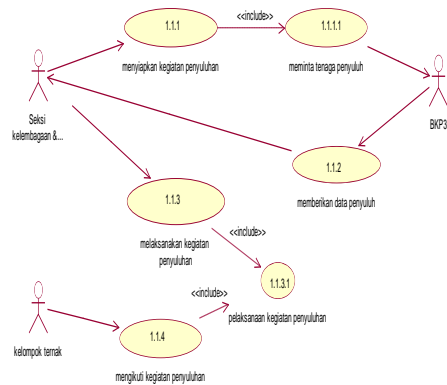 <<include>>
1.1.1
1.1.1.1
menyiapkan kegiatan penyuluhan
meminta tenaga penyuluh
Seksi
kelembagaan &...
BKP3
1.1.2
memberikan data penyuluh
1.1.3
melaksanakan kegiatan
penyuluhan
<<include>>
1.1.3.1
<<include>>
pelaksanaan kegiatan penyuluhan
kelompok ternak
1.1.4
mengikuti kegiatan penyuluhan